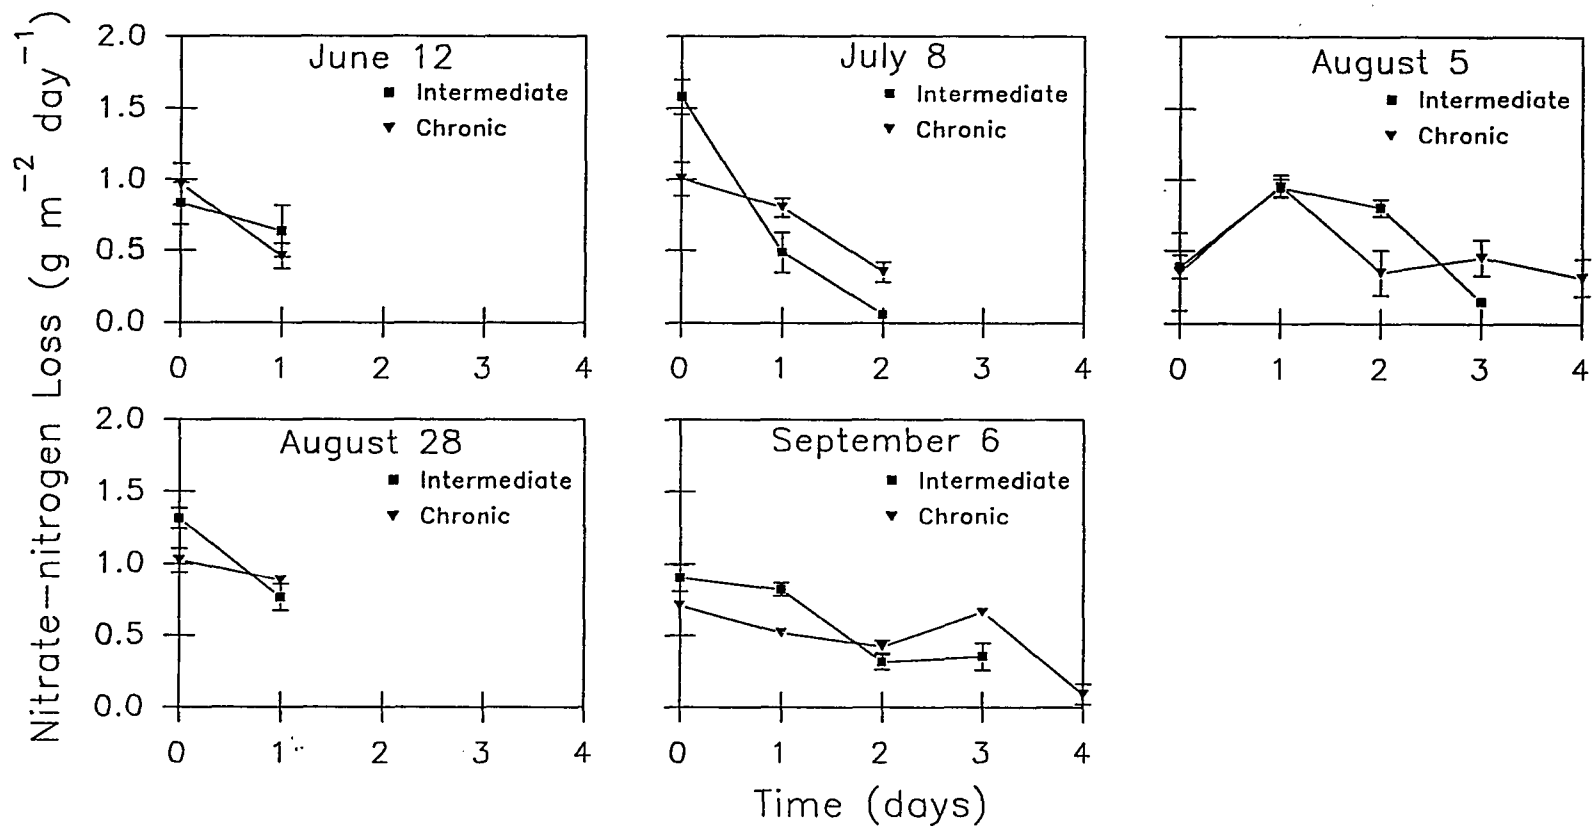 Nitrate-nitrogen Loss (g m⁻² day⁻¹)
2.0
1.5
1.0
0.5
0.0
June 12
Intermediate
Chronic
0 1 2 3 4
July 8
Intermediate
Chronic
0 1 2 3 4
August 5
Intermediate
Chronic
0 1 2 3 4
2.0
1.5
1.0
0.5
0.0
August 28
Intermediate
Chronic
0 1 2 3 4
September 6
Intermediate
Chronic
0 1 2 3 4
Time (days)